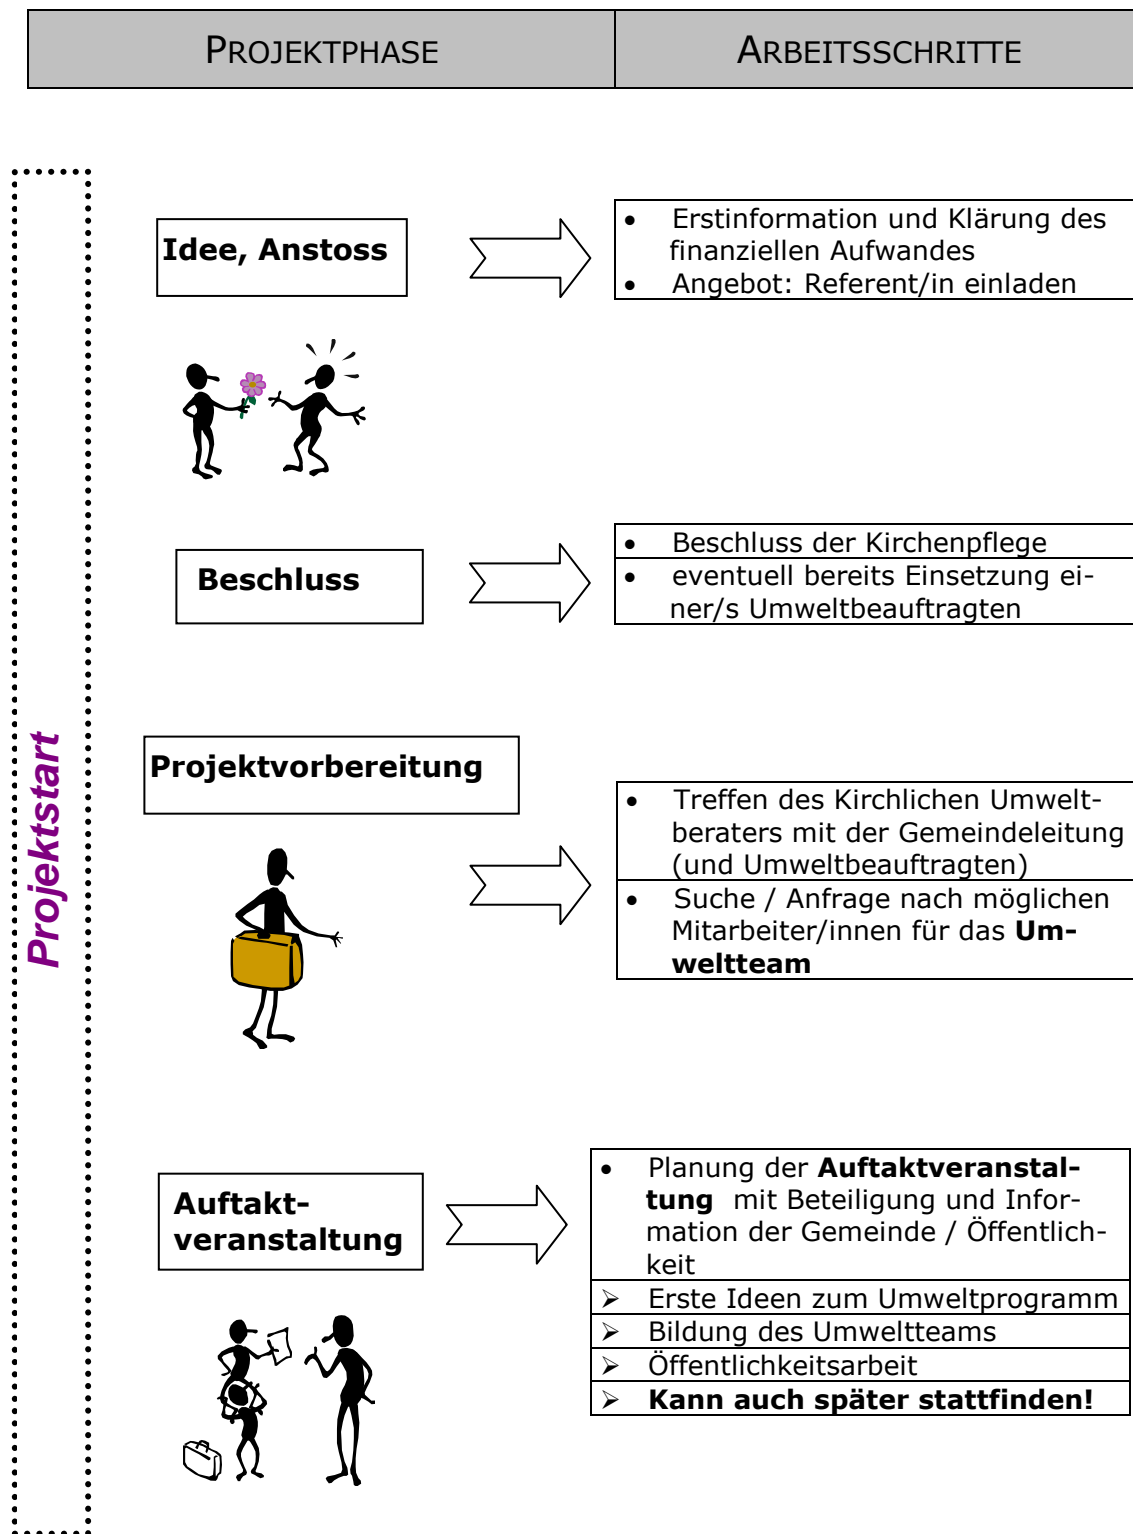 PROJEKTPHASE
ARBEITSSCHRITTE
Projektstart
Idee, Anstoss
• Erstinformation und Klärung des
finanziellen Aufwandes
• Angebot: Referent/in einladen
Beschluss
• Beschluss der Kirchenpflege
• eventuell bereits Einsetzung ei-
ner/s Umweltbeauftragten
Projektvorbereitung
• Treffen des Kirchlichen Umwelt-
beraters mit der Gemeindeleitung
(und Umweltbeauftragten)
• Suche / Anfrage nach möglichen
Mitarbeiter/innen für das Um-
weltteam
Auftakt-
veranstaltung
• Planung der Auftaktveranstal-
tung mit Beteiligung und Infor-
mation der Gemeinde / Öffentlich-
keit
➢ Erste Ideen zum Umweltprogramm
➢ Bildung des Umweltteams
➢ Öffentlichkeitsarbeit
➢ Kann auch später stattfinden!